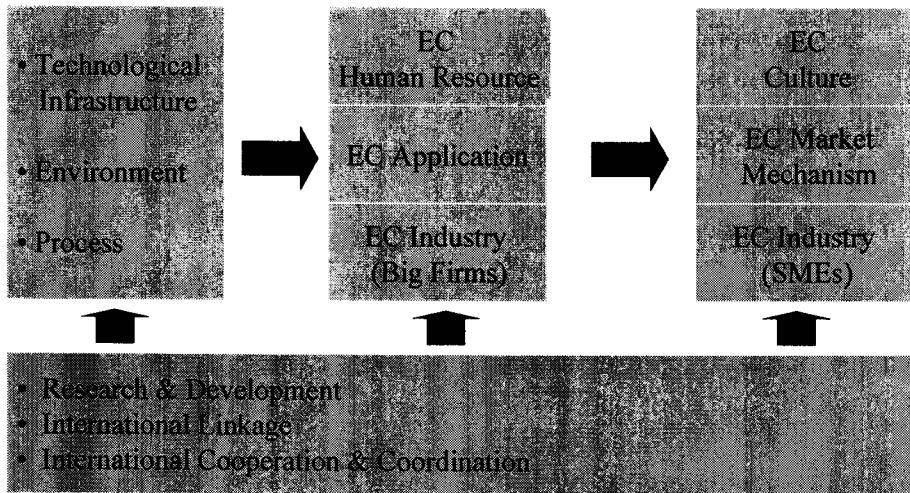 • Technological
Infrastructure
• Environment
• Process
EC
Human Resource
EC Application
EC Industry
(Big Firms)
EC
Culture
EC Market
Mechanism
EC Industry
(SMEs)
• Research & Development
• International Linkage
• International Cooperation & Coordination